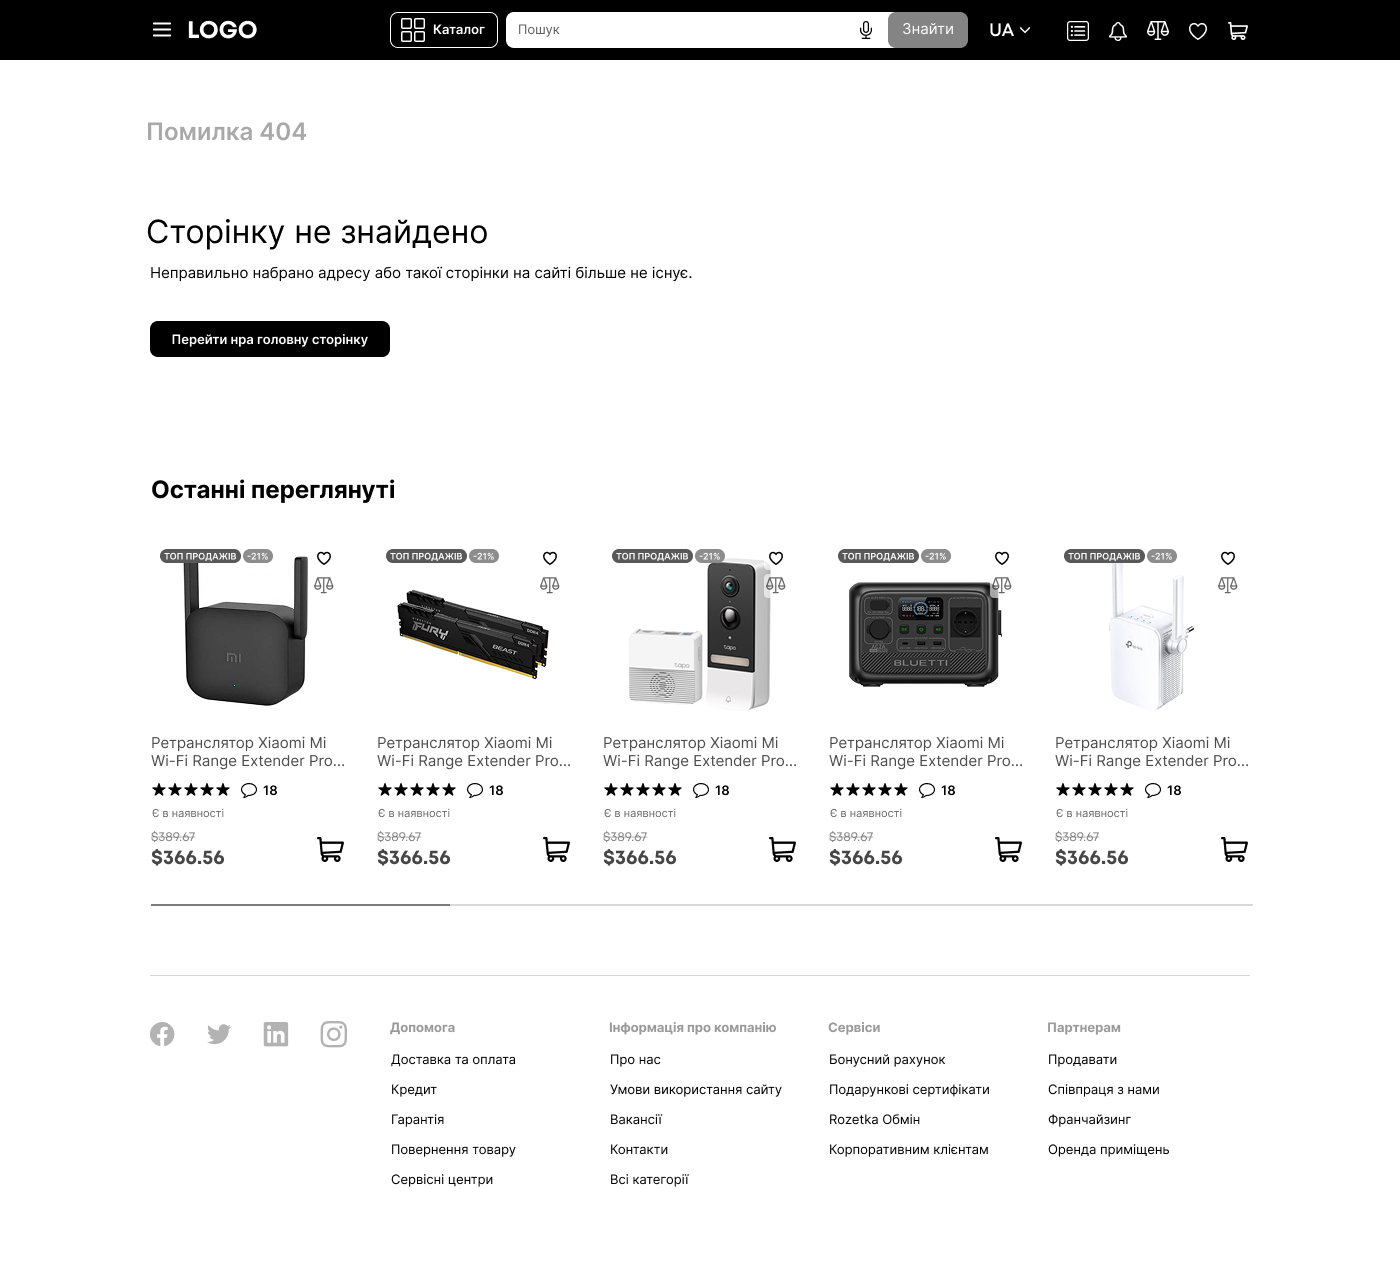 LOGO Каталог Пошук Знайти UA
Помилка 404
Сторінку не знайдено
Неправильно набрано адресу або такої сторінки на сайті більше не існує.
Перейти нра головну сторінку
Останні переглянуті
ТОП ПРОДАЖІВ -21% ТОП ПРОДАЖІВ -21% ТОП ПРОДАЖІВ -21% ТОП ПРОДАЖІВ -21% ТОП ПРОДАЖІВ -21%
FURY
BEAST
DDR4
DDR4
tapo
tapo
BLUETTI
Ретранслятор Xiaomi Mi Ретранслятор Xiaomi Mi Ретранслятор Xiaomi Mi Ретранслятор Xiaomi Mi Ретранслятор Xiaomi Mi
Wi-Fi Range Extender Pro... Wi-Fi Range Extender Pro... Wi-Fi Range Extender Pro... Wi-Fi Range Extender Pro... Wi-Fi Range Extender Pro...
18 18 18 18 18
Є в наявності Є в наявності Є в наявності Є в наявності Є в наявності
$389.67 $389.67 $389.67 $389.67 $389.67
$366.56 $366.56 $366.56 $366.56 $366.56
Допомога
Доставка та оплата
Кредит
Гарантія
Повернення товару
Сервісні центри
Інформація про компанію
Про нас
Умови використання сайту
Вакансії
Контакти
Всі категорії
Сервіси
Бонусний рахунок
Подарункові сертифікати
Rozetka Обмін
Корпоративним клієнтам
Партнерам
Продавати
Співпраця з нами
Франчайзинг
Оренда приміщень